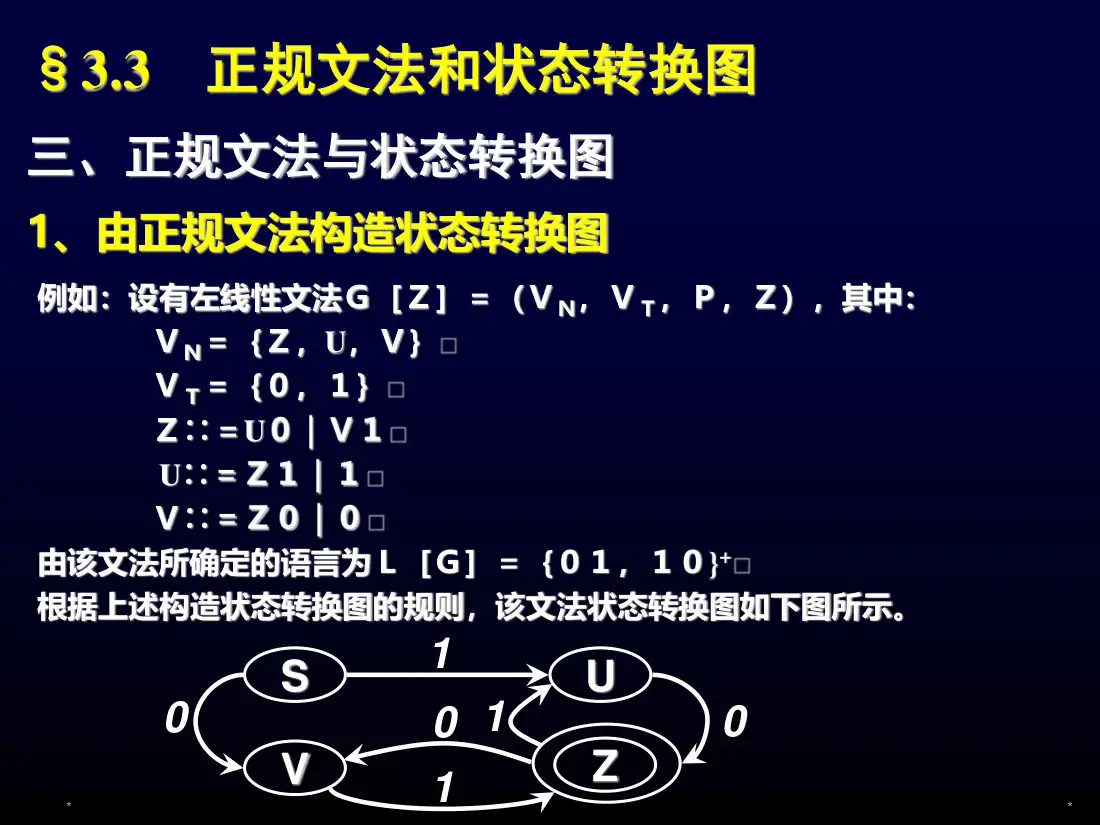 §3.3 正规文法和状态转换图
三、正规文法与状态转换图
1、由正规文法构造状态转换图
例如：设有左线性文法G［Z］＝（VN，VT，P，Z），其中：
VN＝｛Z，U，V｝□
VT＝｛0，1｝□
Z∷＝U0｜V1□
U∷＝Z1｜1□
V∷＝Z0｜0□
由该文法所确定的语言为L［G］＝｛01，10}+□
根据上述构造状态转换图的规则，该文法状态转换图如下图所示。
S 1 U
0 0 1 0
V 1 Z
* *